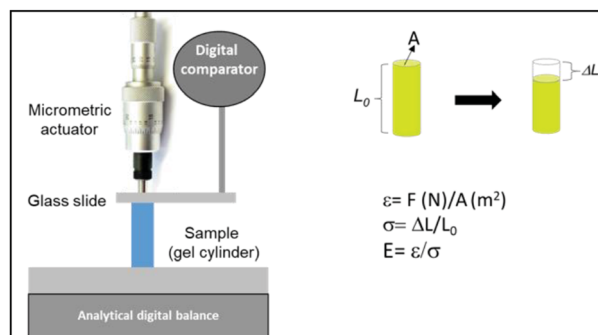 Digital
comparator
Micrometric
actuator
Glass slide
Sample
(gel cylinder)
Analytical digital balance
A
L₀
ΔL
ε= F (N)/A (m²)
σ= ΔL/L₀
E= ε/σ